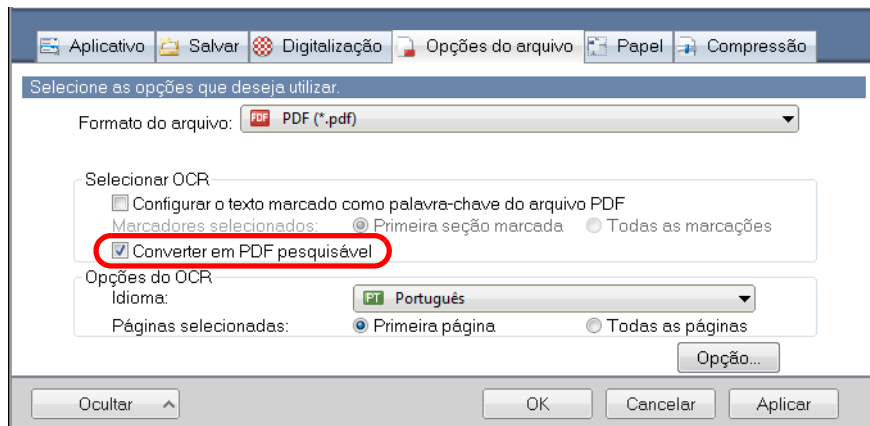 Aplicativo Salvar Digitalização Opções do arquivo Papel Compressão
Selecione as opções que deseja utilizar.
Formato do arquivo: PDF PDF (*.pdf)
Selecionar OCR
Configurar o texto marcado como palavra-chave do arquivo PDF
Marcadores selecionados: Primeira seção marcada Todas as marcações
Converter em PDF pesquisável
Opções do OCR
Idioma: PT Português
Páginas selecionadas: Primeira página Todas as páginas
Opção...
Ocultar OK Cancelar Aplicar